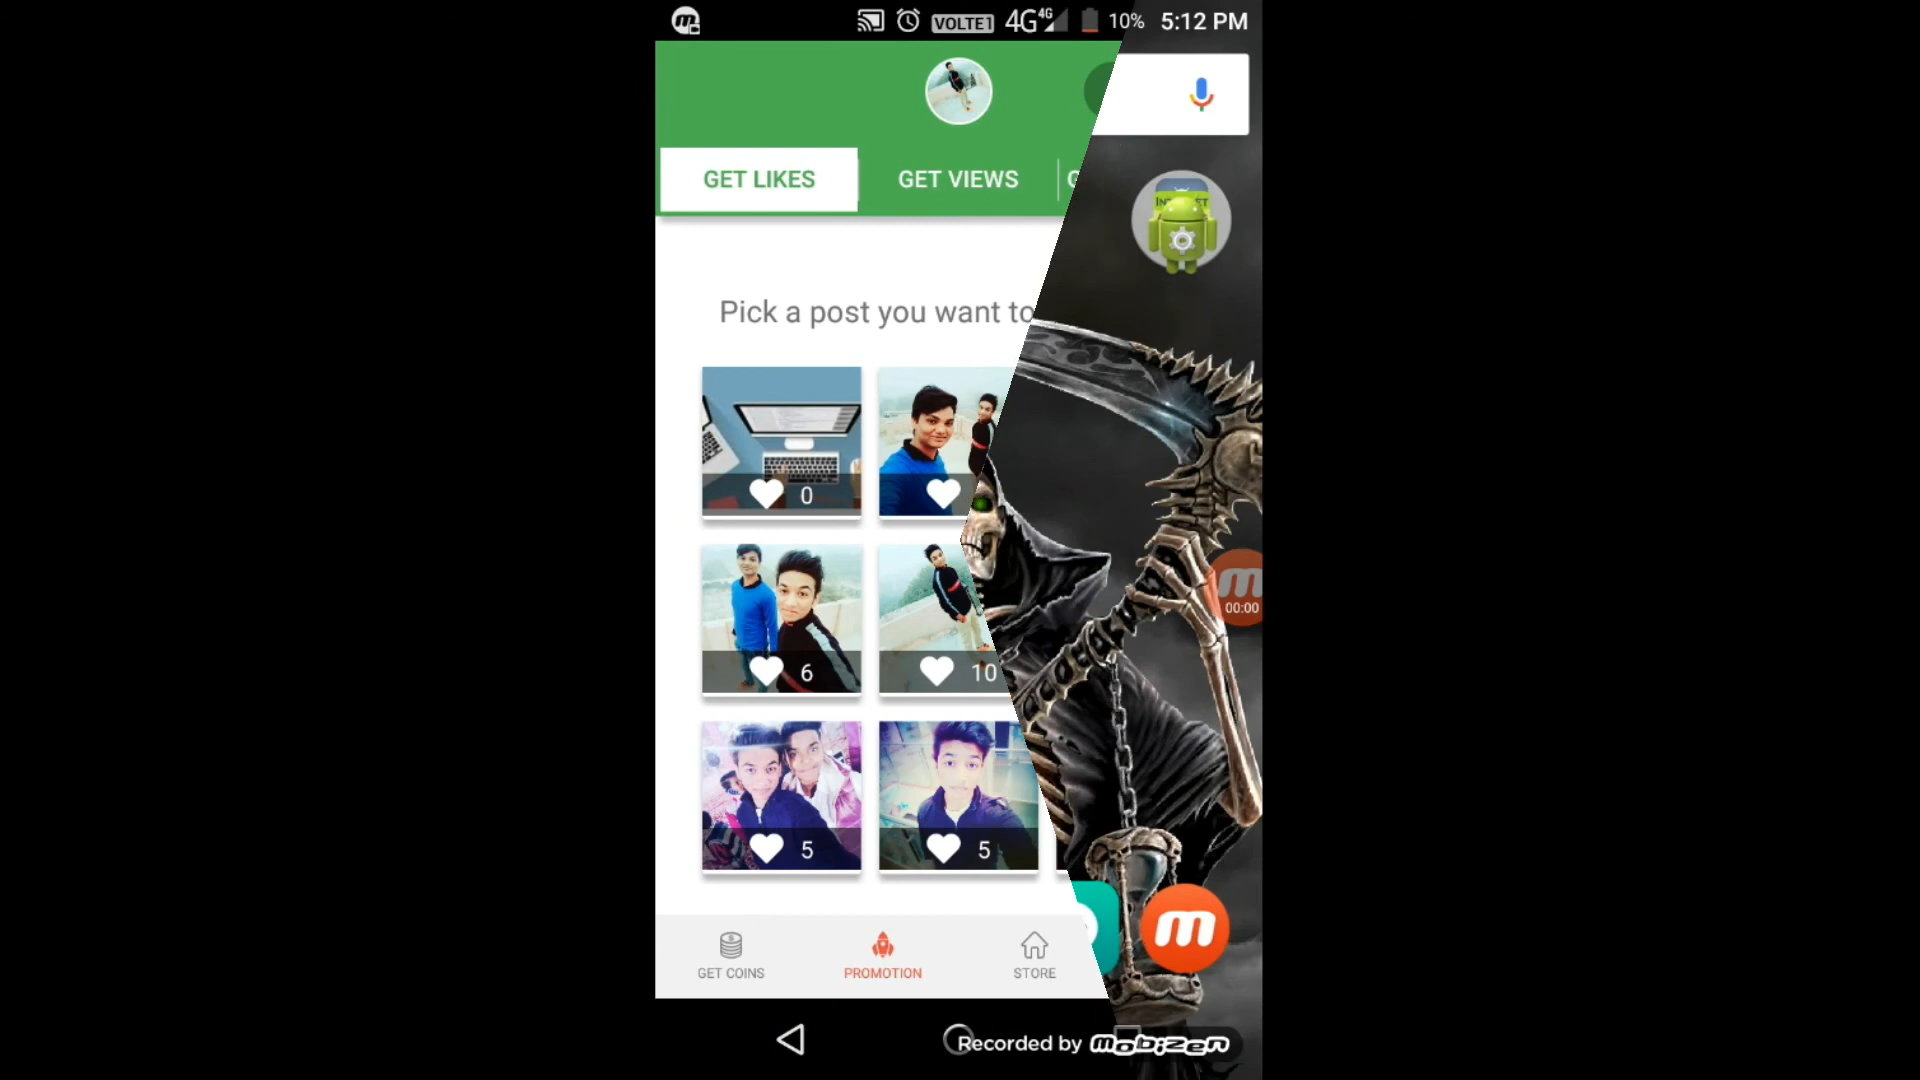 VOLTE1 4G 4G 10% 5:12 PM
GET LIKES GET VIEWS
Pick a post you want to
0
6 10
5 5
00:00
GET COINS PROMOTION STORE
Recorded by mobizen